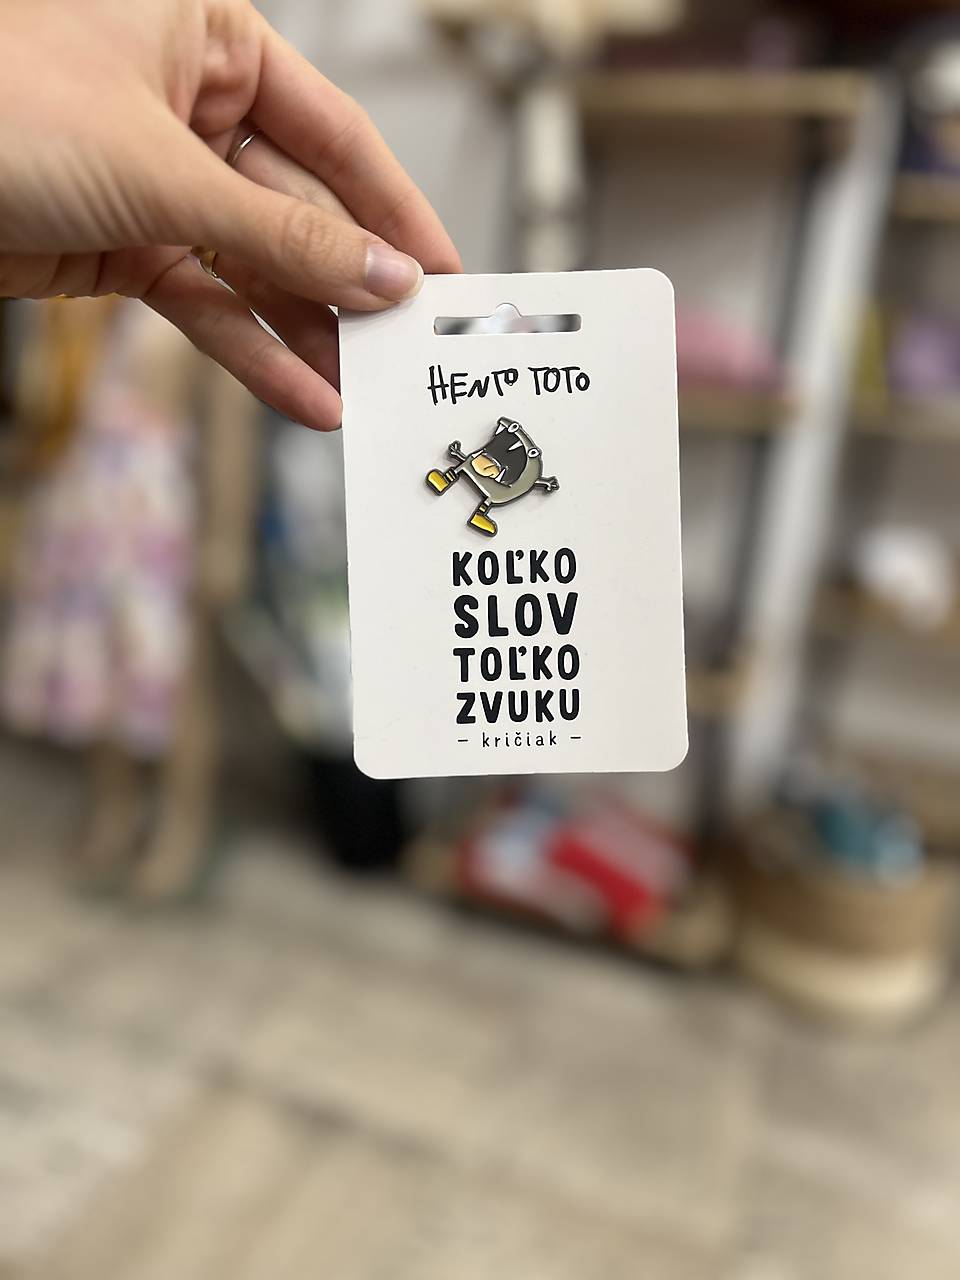 HENTO TOTO
KOĽKO
SLOV
TOĽKO
ZVUKU
– kričiak –